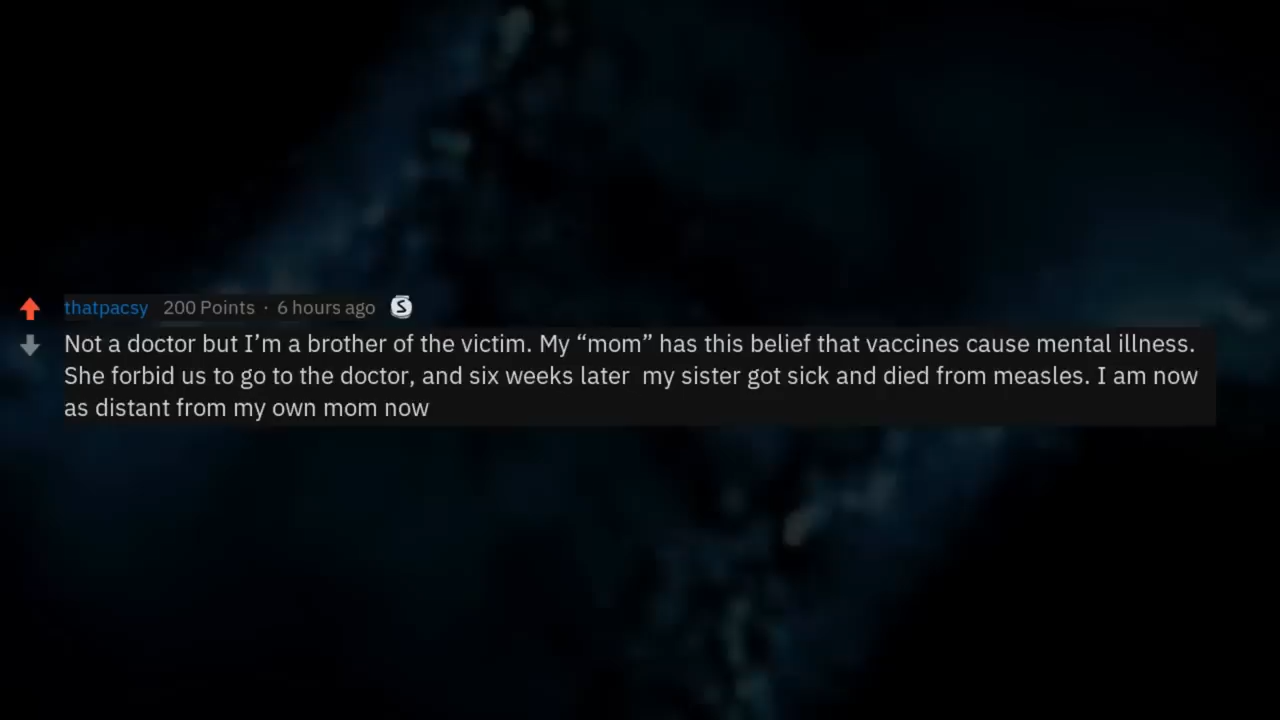 thatpacsy 200 Points · 6 hours ago S
Not a doctor but I’m a brother of the victim. My “mom” has this belief that vaccines cause mental illness.
She forbid us to go to the doctor, and six weeks later  my sister got sick and died from measles. I am now
as distant from my own mom now